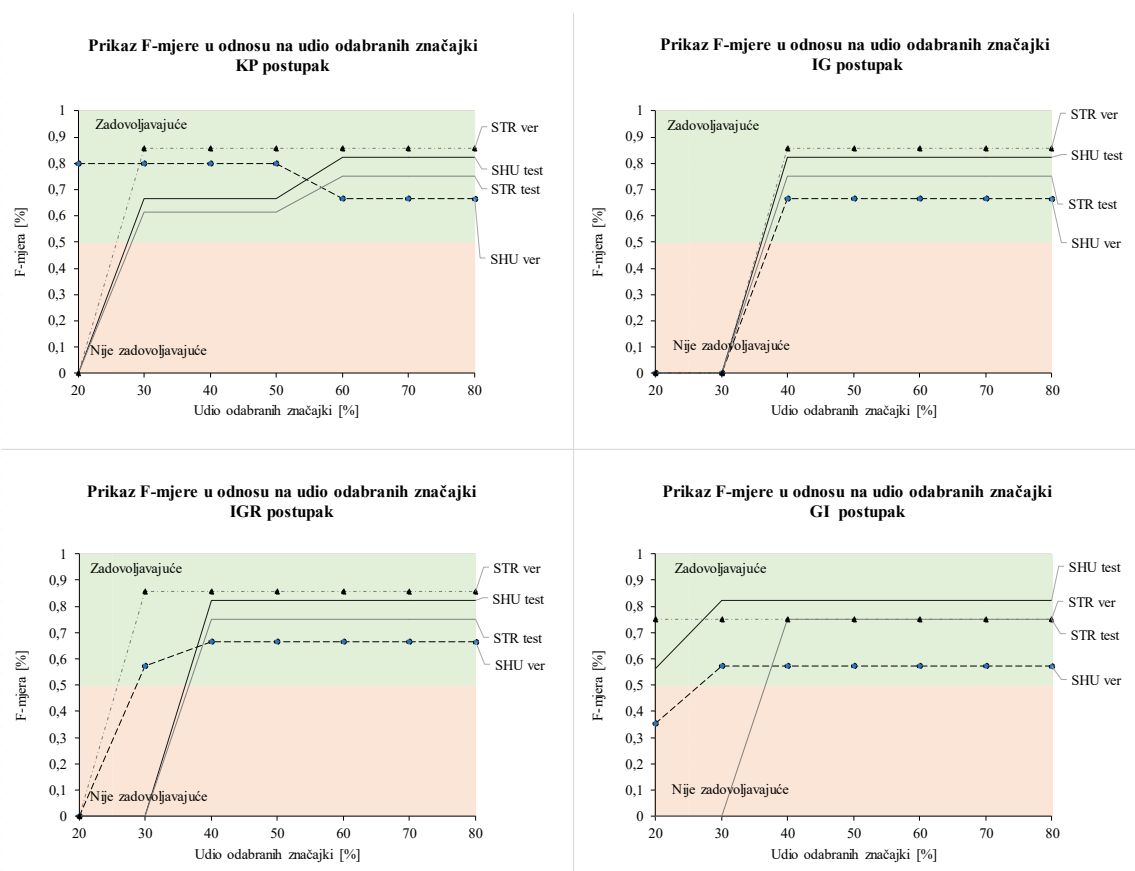 Prikaz F-mjere u odnosu na udio odabranih značajki
KP postupak
1
0,9
0,8
0,7
0,6
0,5
0,4
0,3
0,2
0,1
0
F-mjera [%]
Zadovoljavajuće
Nije zadovoljavajuće
STR ver
SHU test
STR test
SHU ver
20 30 40 50 60 70 80
Udio odabranih značajki [%]
Prikaz F-mjere u odnosu na udio odabranih značajki
IG postupak
1
0,9
0,8
0,7
0,6
0,5
0,4
0,3
0,2
0,1
0
F-mjera [%]
Zadovoljavajuće
Nije zadovoljavajuće
STR ver
SHU test
STR test
SHU ver
20 30 40 50 60 70 80
Udio odabranih značajki [%]
Prikaz F-mjere u odnosu na udio odabranih značajki
IGR postupak
1
0,9
0,8
0,7
0,6
0,5
0,4
0,3
0,2
0,1
0
F-mjera [%]
Zadovoljavajuće
Nije zadovoljavajuće
STR ver
SHU test
STR test
SHU ver
20 30 40 50 60 70 80
Udio odabranih značajki [%]
Prikaz F-mjere u odnosu na udio odabranih značajki
GI postupak
1
0,9
0,8
0,7
0,6
0,5
0,4
0,3
0,2
0,1
0
F-mjera [%]
Zadovoljavajuće
Nije zadovoljavajuće
SHU test
STR ver
STR test
SHU ver
20 30 40 50 60 70 80
Udio odabranih značajki [%]